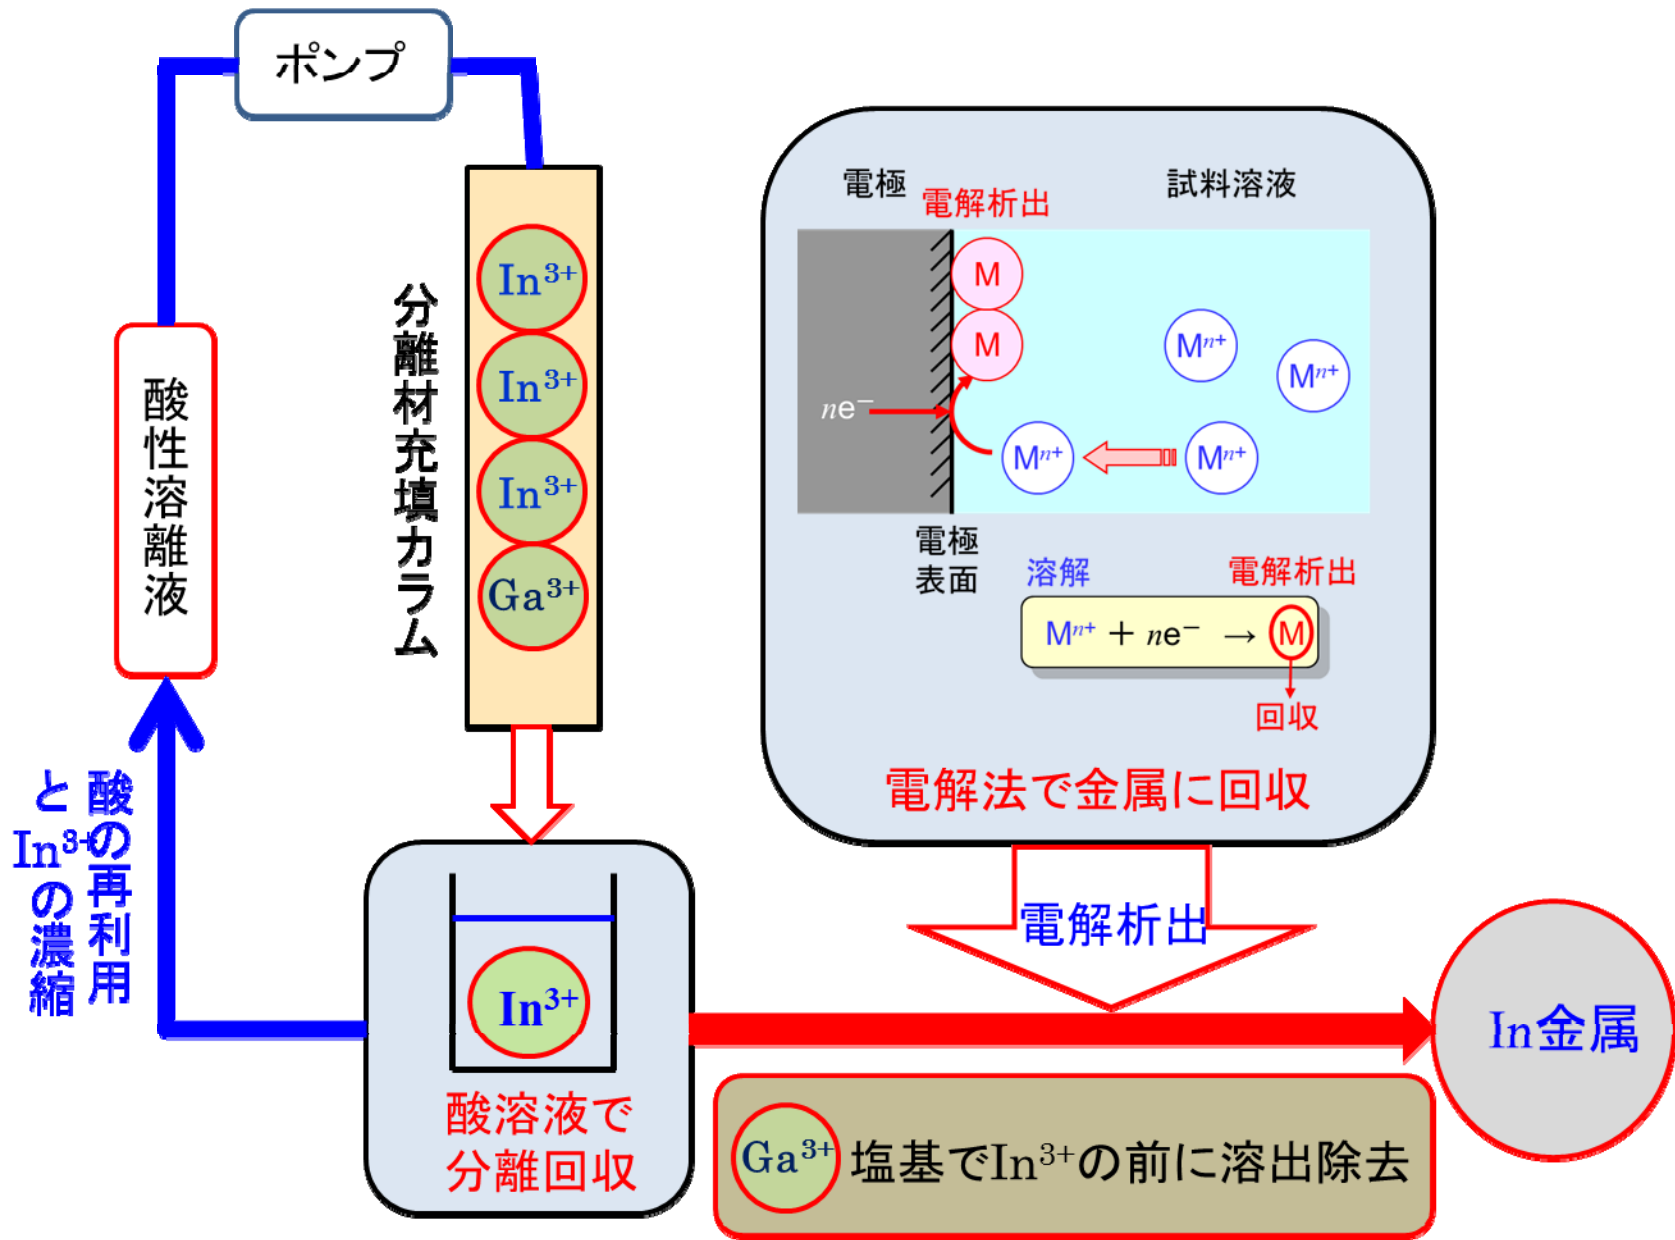 ポンプ
酸性溶離液
分離材充填カラム
In³⁺
In³⁺
In³⁺
Ga³⁺
酸の再利用
とIn³⁺の濃縮
In³⁺
酸溶液で
分離回収
電極
電解析出
試料溶液
M
M
Mⁿ⁺
Mⁿ⁺
ne⁻
Mⁿ⁺
Mⁿ⁺
電極
表面
溶解
電解析出
Mⁿ⁺ + ne⁻ → M
回収
電解法で金属に回収
電解析出
In金属
Ga³⁺ 塩基でIn³⁺の前に溶出除去